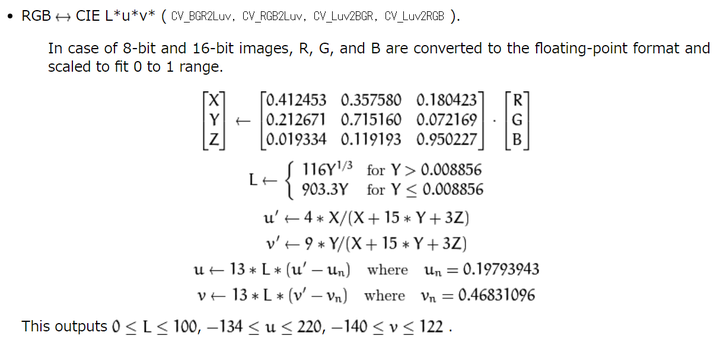 • RGB ↔ CIE L*u*v* ( CV_BGR2Luv, CV_RGB2Luv, CV_Luv2BGR, CV_Luv2RGB ).
In case of 8-bit and 16-bit images, R, G, and B are converted to the floating-point format and
scaled to fit 0 to 1 range.
[X] ← [0.412453 0.357580 0.180423] · [R]
[Y] [0.212671 0.715160 0.072169] [G]
[Z] [0.019334 0.119193 0.950227] [B]
L ← { 116Y^{1/3} for Y > 0.008856
903.3Y for Y ≤ 0.008856
u′ ← 4 * X/(X + 15 * Y + 3Z)
v′ ← 9 * Y/(X + 15 * Y + 3Z)
u ← 13 * L * (u′ − uₙ) where uₙ = 0.19793943
v ← 13 * L * (v′ − vₙ) where vₙ = 0.46831096
This outputs 0 ≤ L ≤ 100, −134 ≤ u ≤ 220, −140 ≤ v ≤ 122 .